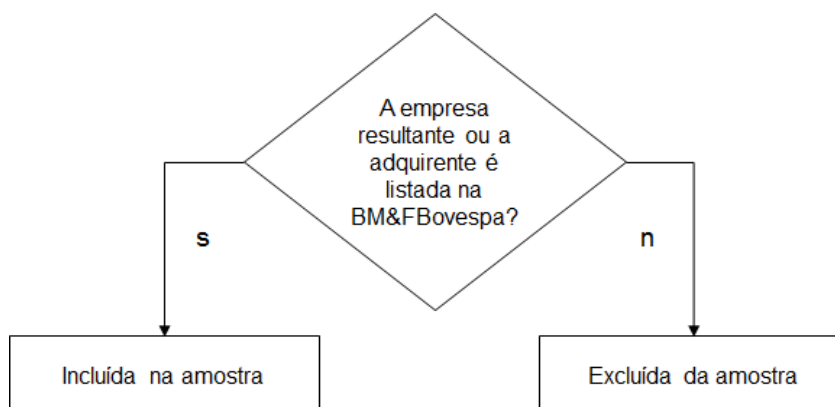 A empresa
resultante ou a
adquirente é
listada na
BM&FBovespa?
s
n
Incluída na amostra
Excluída da amostra